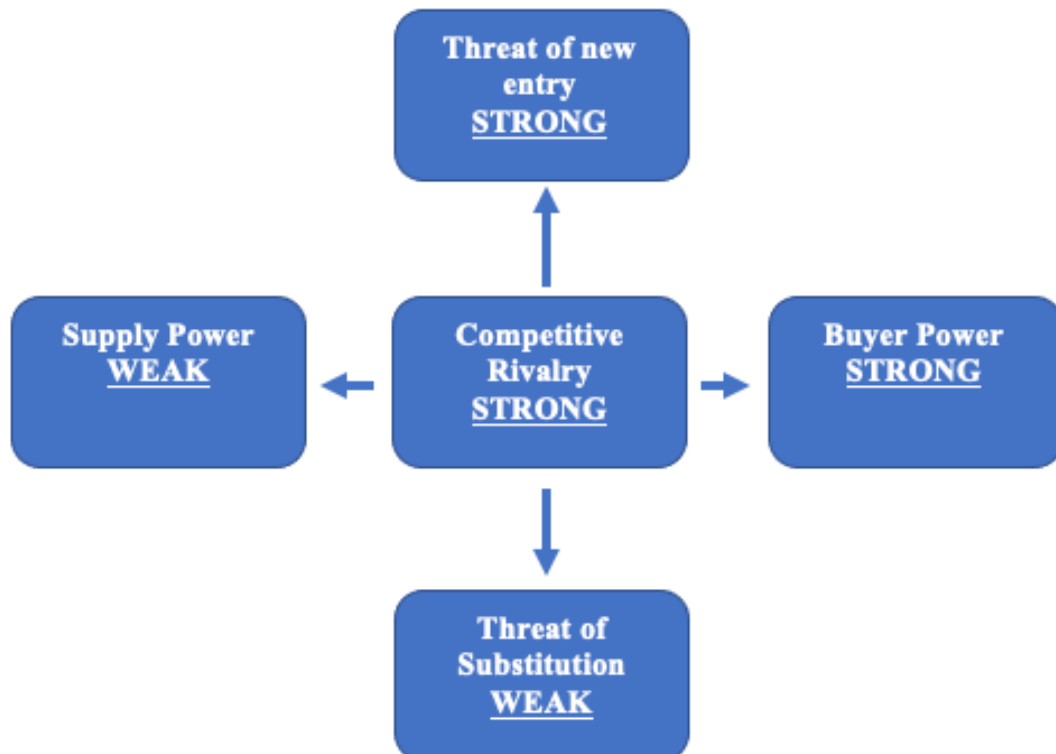 Threat of new
entry
STRONG
Supply Power
WEAK
Competitive
Rivalry
STRONG
Buyer Power
STRONG
Threat of
Substitution
WEAK